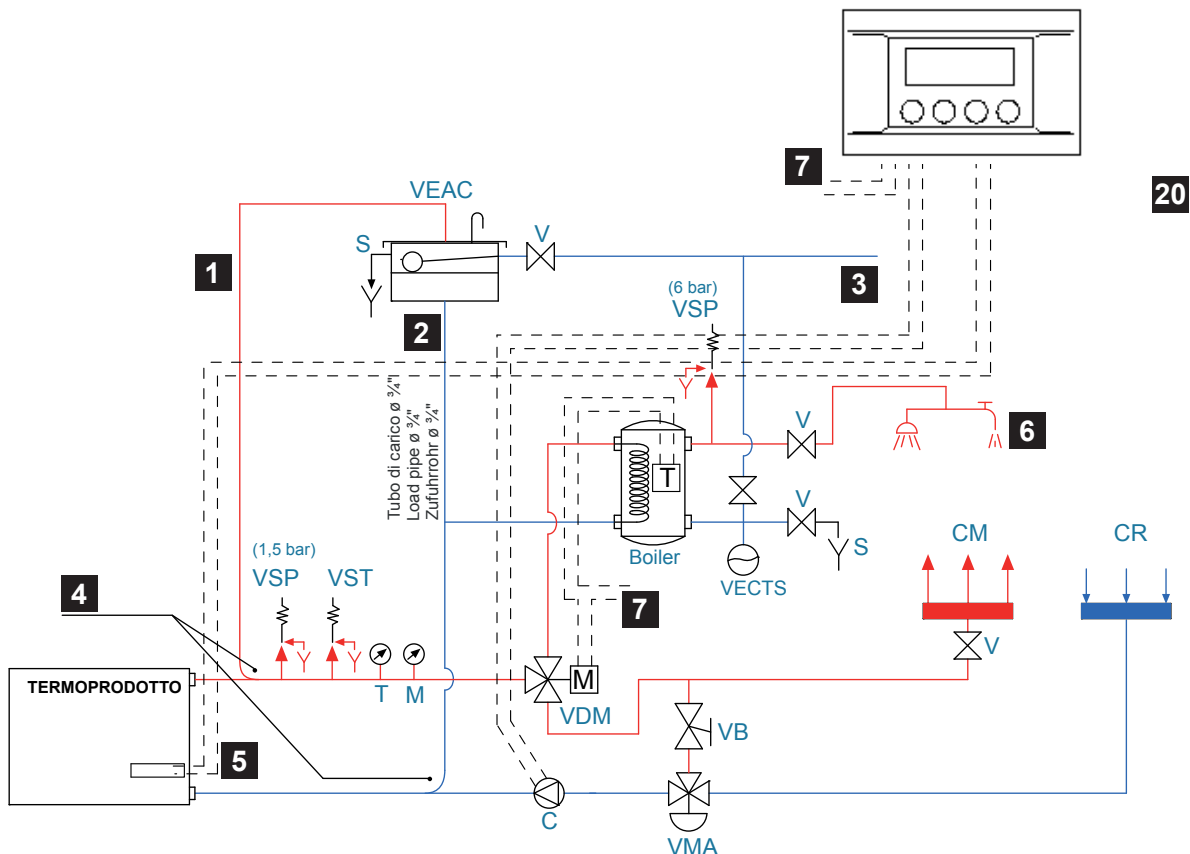 7
20
VEAC
S
V
1
3
(6 bar)
VSP
2
Tubo di carico ø ¾"
Load pipe ø ¾"
Zufuhrrohr ø ¾"
V
6
T
V
Boiler
S
VECTS
CM
CR
(1,5 bar)
VSP
VST
4
7
V
TERMOPRODOTTO
T
M
M
VDM
VB
5
C
VMA